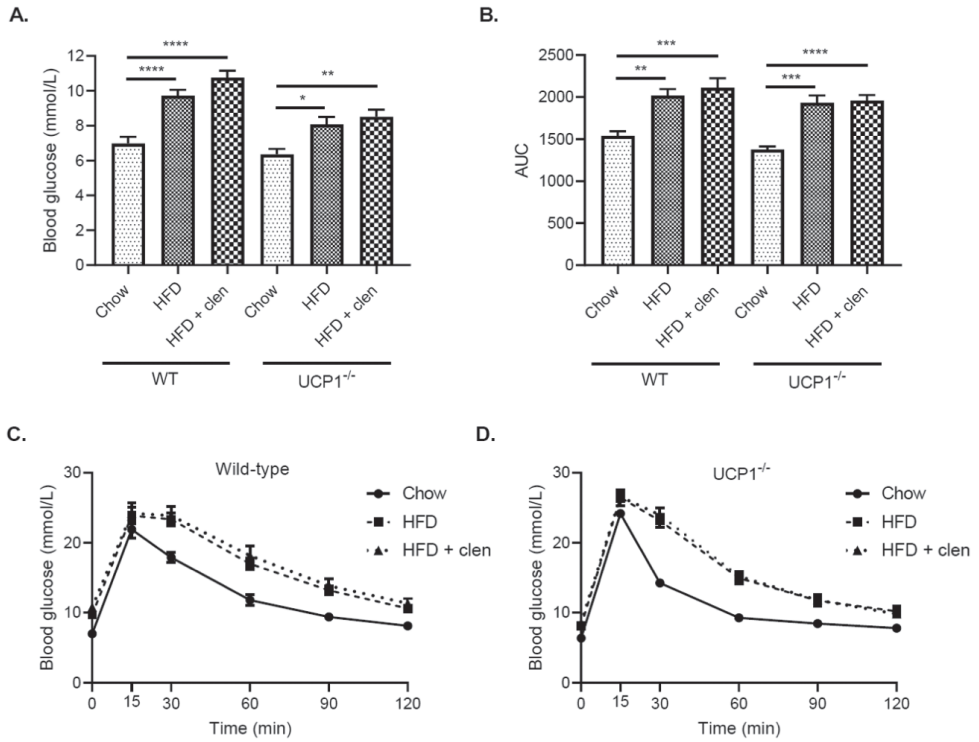 A.
Blood glucose (mmol/L)
12
10
8
6
4
2
0
****
****
**
*
Chow
HFD
HFD + clen
Chow
HFD
HFD + clen
WT
UCP1-/-
B.
AUC
2500
2000
1500
1000
500
0
***
**
****
***
Chow
HFD
HFD + clen
Chow
HFD
HFD + clen
WT
UCP1-/-
C.
Wild-type
Blood glucose (mmol/L)
30
20
10
0
0 15 30 60 90 120
Time (min)
Chow
HFD
HFD + clen
D.
UCP1-/-
Blood glucose (mmol/L)
30
20
10
0
0 15 30 60 90 120
Time (min)
Chow
HFD
HFD + clen